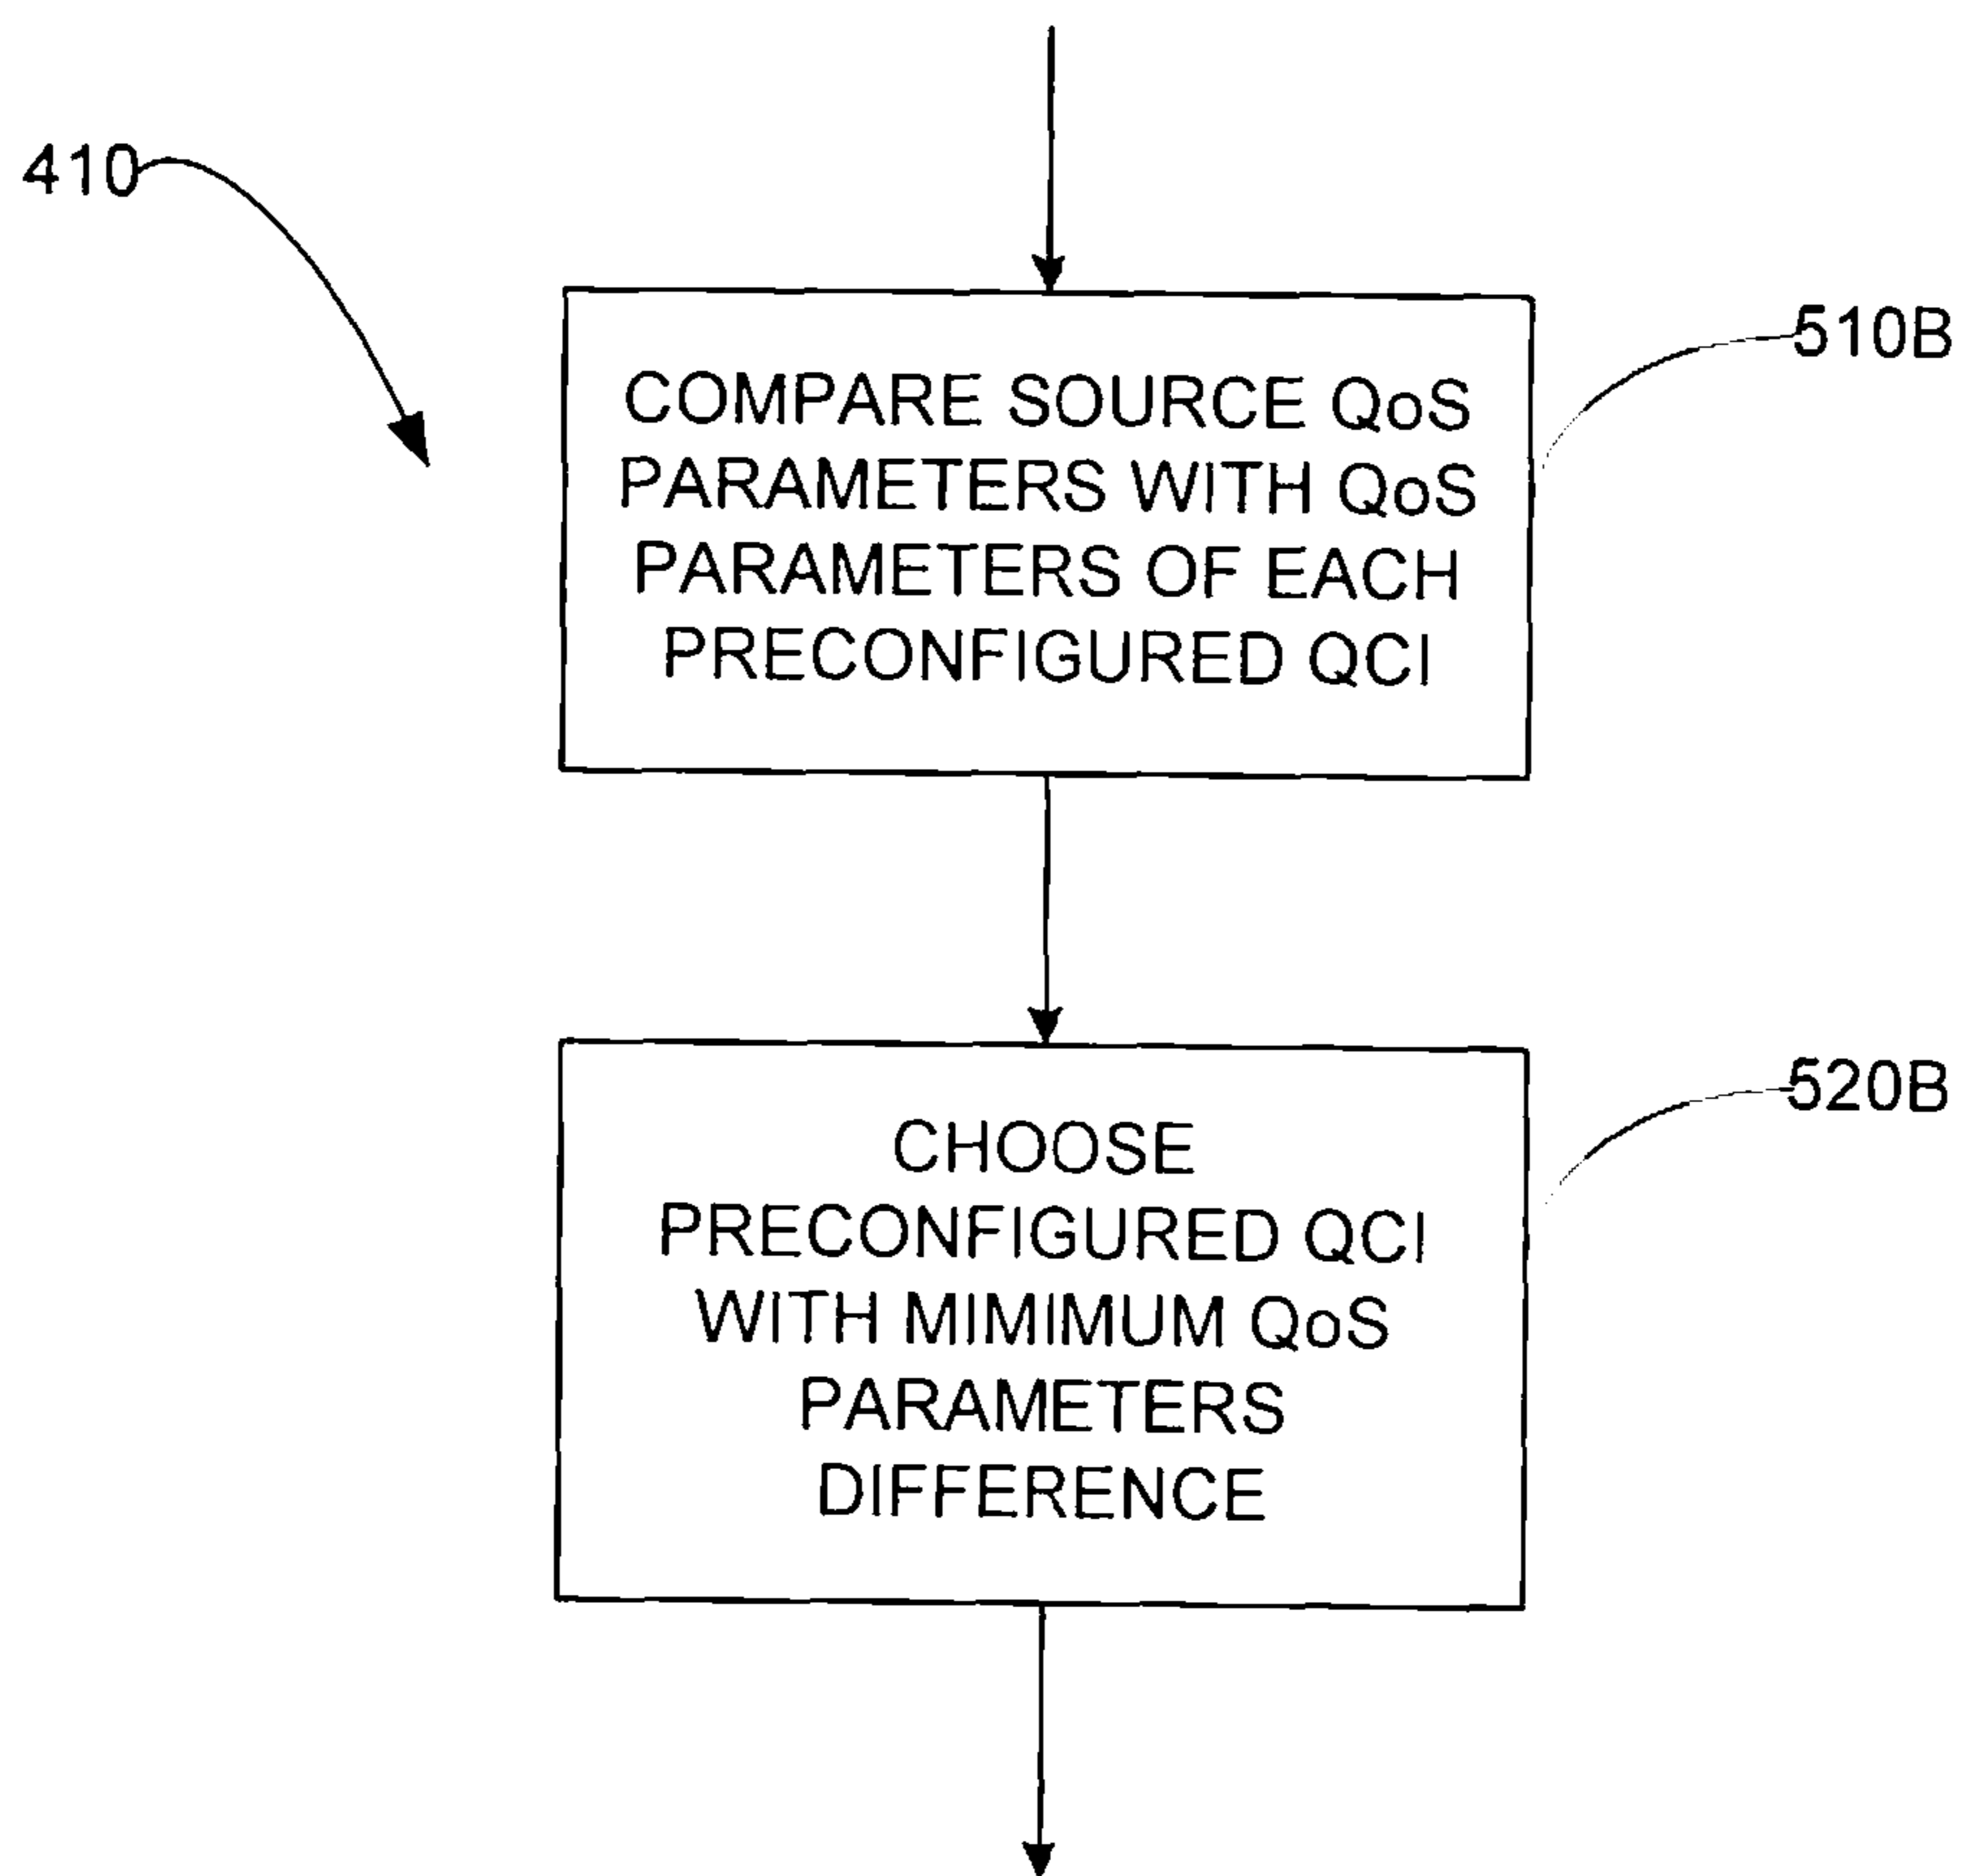 410
510B
COMPARE SOURCE QoS
PARAMETERS WITH QoS
PARAMETERS OF EACH
PRECONFIGURED QCI
520B
CHOOSE
PRECONFIGURED QCI
WITH MIMIMUM QoS
PARAMETERS
DIFFERENCE